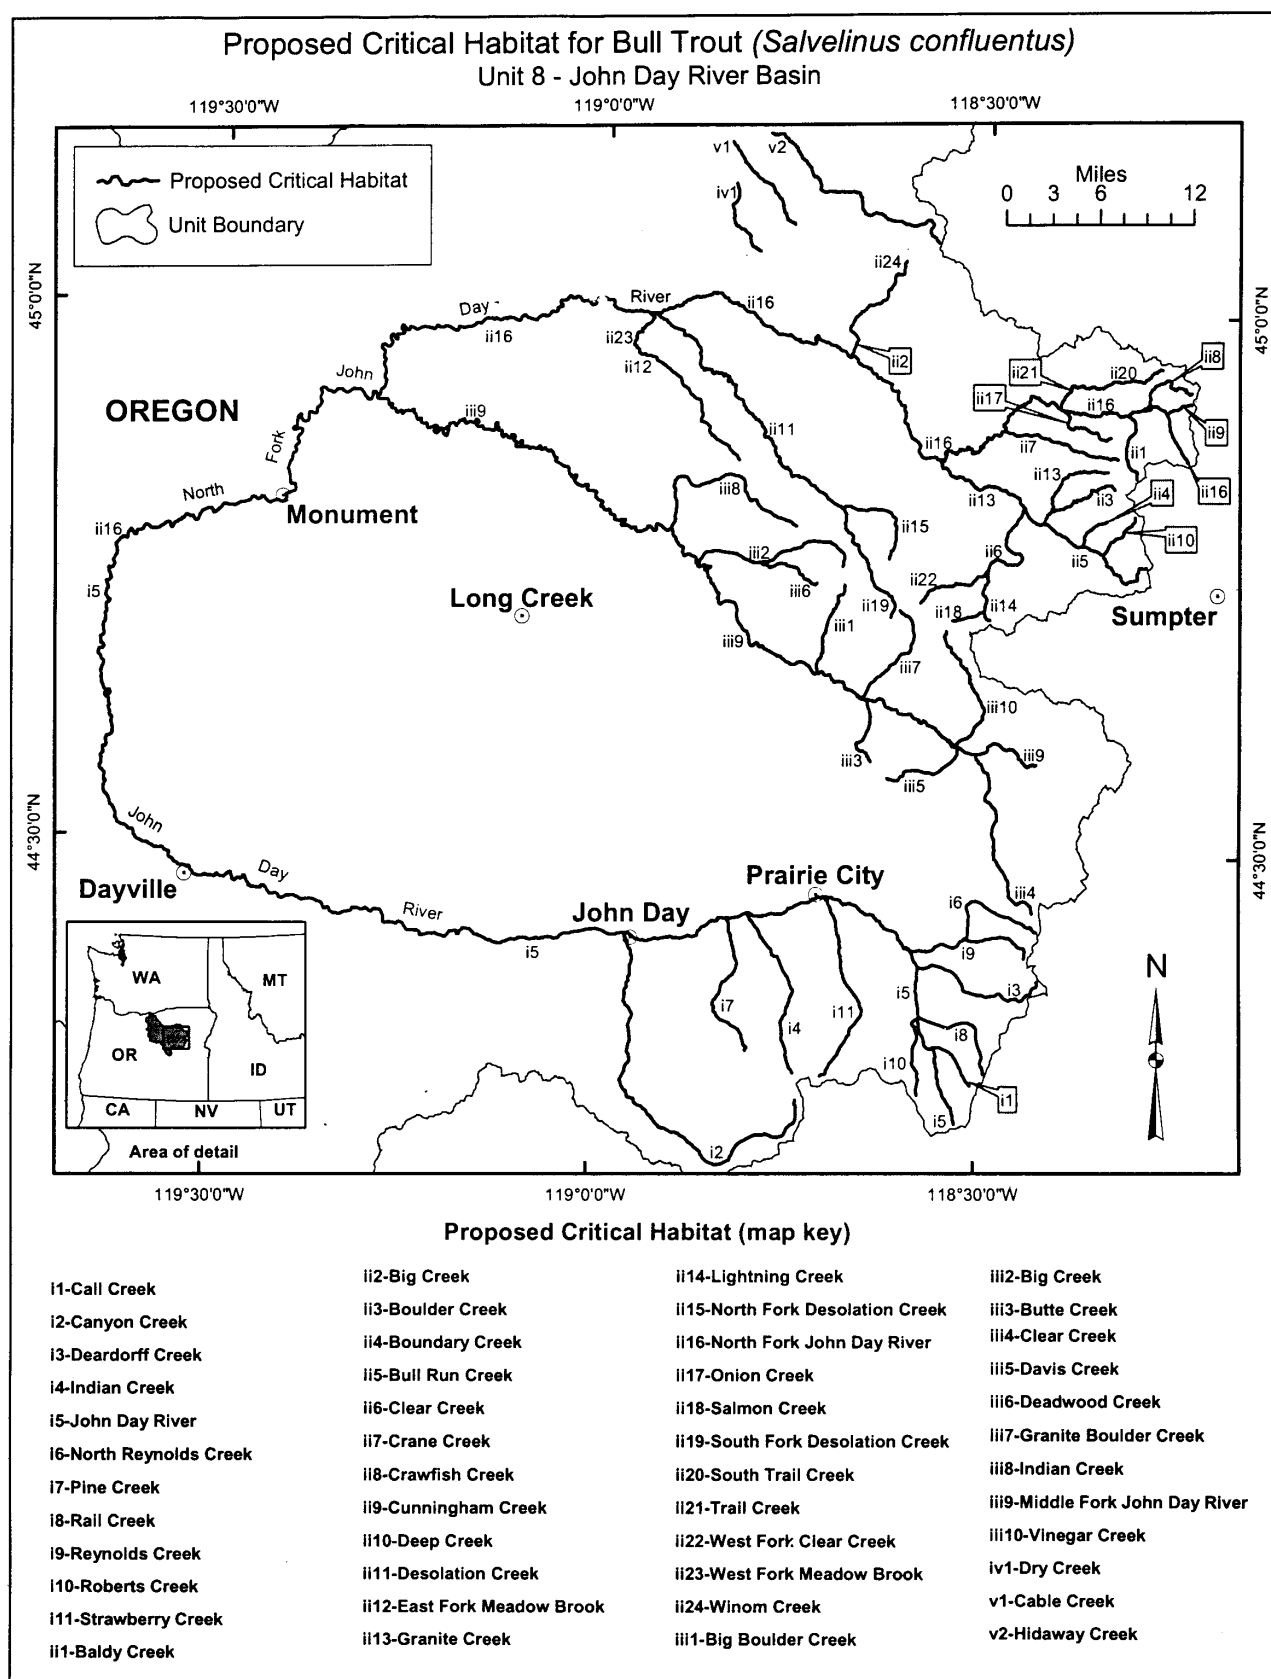 Proposed Critical Habitat for Bull Trout (Salvelinus confluentus)
Unit 8 - John Day River Basin
119°30'0"W
119°0'0"W
118°30'0"W
Proposed Critical Habitat
Unit Boundary
Miles
0 3 6 12
v1
v2
iv1
ii24
45°0'0"N
45°0'0"N
Day
River
ii16
ii16
ii23
ii12
ii2
ii21
ii20
ii8
ii17
ii16
ii9
John
OREGON
iii9
ii11
ii16
ii7
ii1
Fork
North
Monument
iii8
ii13
ii3
ii4
ii16
ii13
ii16
ii15
ii10
iii2
ii6
ii5
i5
Long Creek
iii6
ii22
ii19
ii18
ii14
Sumpter
iii1
iii9
iii7
iii10
iii3
iii9
iii5
44°30'0"N
44°30'0"N
John
Day
Dayville
River
Prairie City
John Day
iii4
i6
i5
i9
i7
i4
i11
i5
i3
i8
i10
i1
i5
i2
N
WA
MT
OR
ID
CA
NV
UT
Area of detail
119°30'0"W
119°0'0"W
118°30'0"W
Proposed Critical Habitat (map key)
i1-Call Creek
i2-Canyon Creek
i3-Deardorff Creek
i4-Indian Creek
i5-John Day River
i6-North Reynolds Creek
i7-Pine Creek
i8-Rail Creek
i9-Reynolds Creek
i10-Roberts Creek
i11-Strawberry Creek
ii1-Baldy Creek
ii2-Big Creek
ii3-Boulder Creek
ii4-Boundary Creek
ii5-Bull Run Creek
ii6-Clear Creek
ii7-Crane Creek
ii8-Crawfish Creek
ii9-Cunningham Creek
ii10-Deep Creek
ii11-Desolation Creek
ii12-East Fork Meadow Brook
ii13-Granite Creek
ii14-Lightning Creek
ii15-North Fork Desolation Creek
ii16-North Fork John Day River
ii17-Onion Creek
ii18-Salmon Creek
ii19-South Fork Desolation Creek
ii20-South Trail Creek
ii21-Trail Creek
ii22-West Fork Clear Creek
ii23-West Fork Meadow Brook
ii24-Winom Creek
iii1-Big Boulder Creek
iii2-Big Creek
iii3-Butte Creek
iii4-Clear Creek
iii5-Davis Creek
iii6-Deadwood Creek
iii7-Granite Boulder Creek
iii8-Indian Creek
iii9-Middle Fork John Day River
iii10-Vinegar Creek
iv1-Dry Creek
v1-Cable Creek
v2-Hidaway Creek